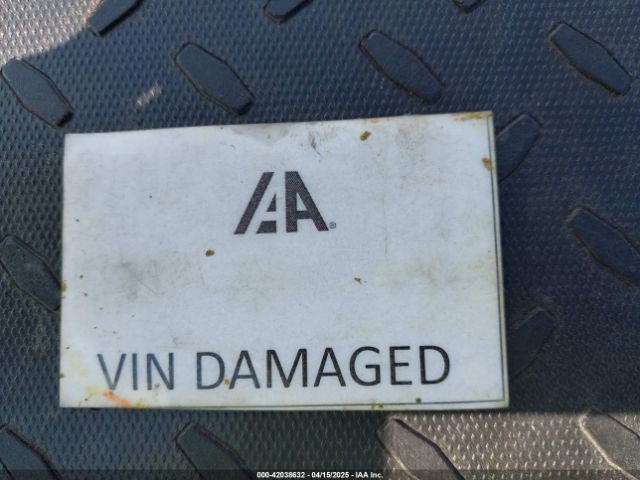 IAA®
VIN DAMAGED
000-42038632 - 04/15/2025 - IAA Inc.